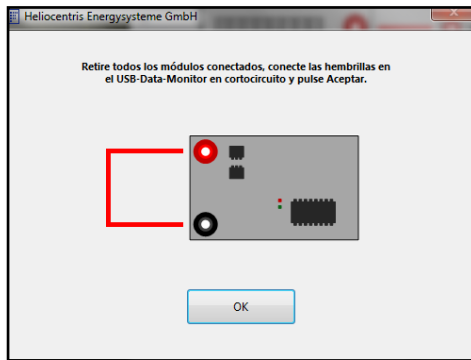 Heliocentris Energysysteme GmbH
Retire todos los módulos conectados, conecte las hembrillas en
el USB-Data-Monitor en cortocircuito y pulse Aceptar.
OK